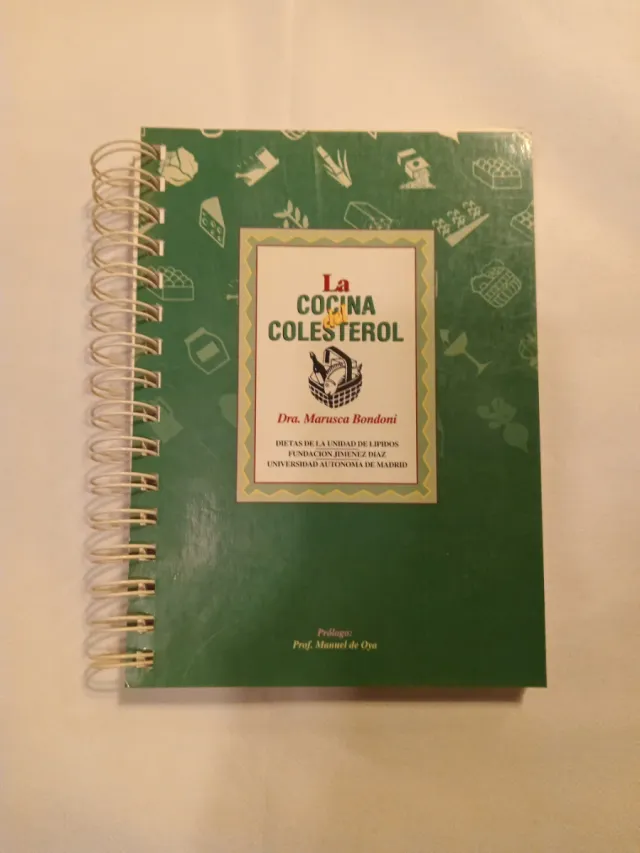 La
COCINA
del
COLESTEROL
Dra. Marusca Bondoni
DIETAS DE LA UNIDAD DE LIPIDOS
FUNDACION JIMENEZ DIAZ
UNIVERSIDAD AUTONOMA DE MADRID
Prólogo:
Prof. Manuel de Oya